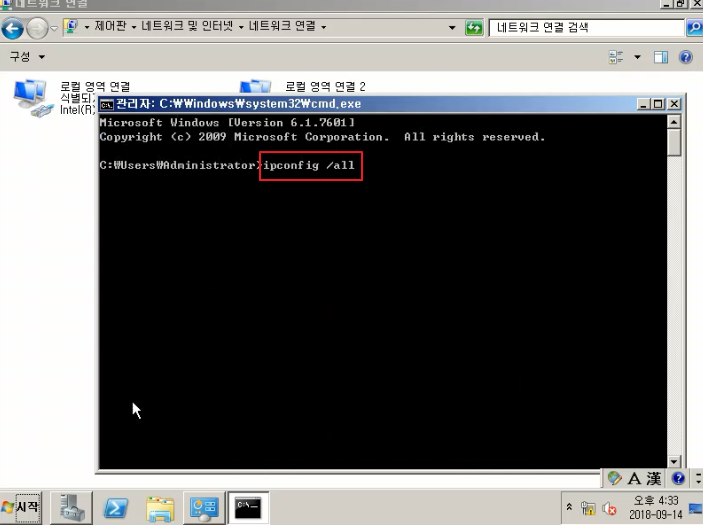 네트워크 연결
제어판 네트워크 및 인터넷 네트워크 연결
네트워크 연결 검색
구성
로컬 영역 연결
Intel(R)
로컬 영역 연결 2
관리자: C:₩Windows₩system32₩cmd.exe
Microsoft Windows [Version 6.1.7601]
Copyright (c) 2009 Microsoft Corporation. All rights reserved.
C:₩Users₩Administrator>ipconfig /all
A 漢
시작
오후 4:33
2018-09-14